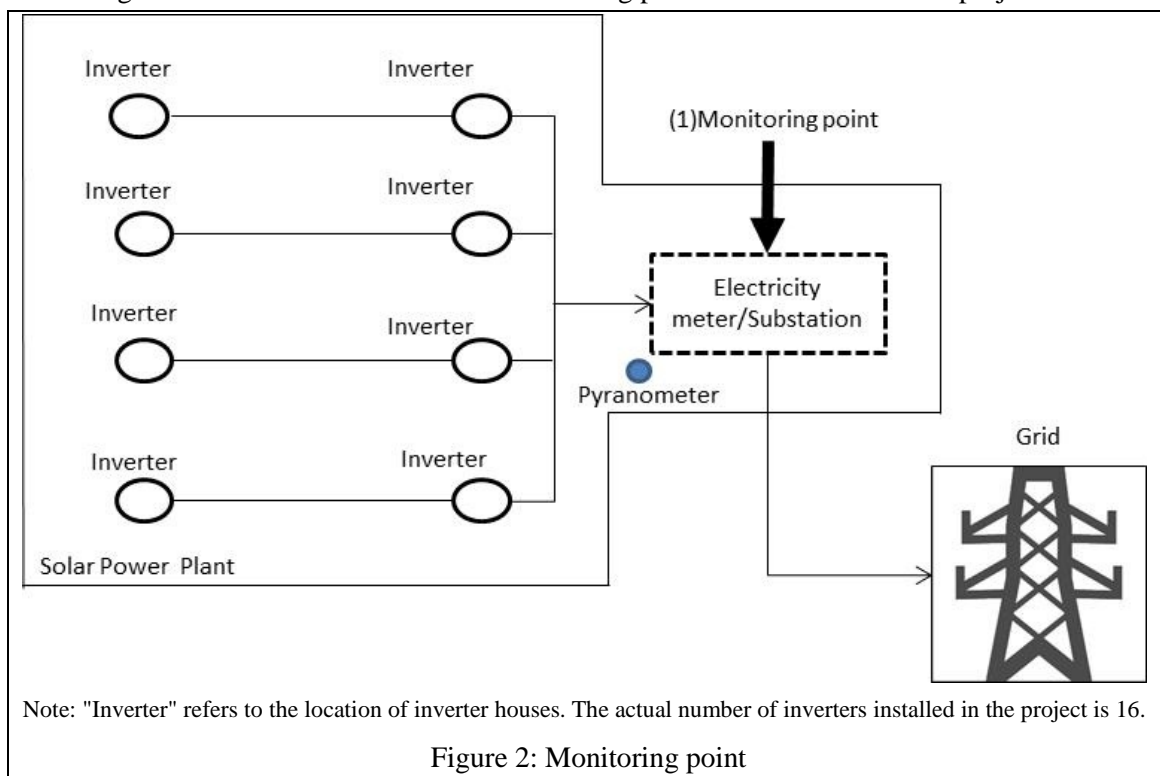 Inverter Inverter
(1)Monitoring point
Inverter Inverter
Electricity
meter/Substation
Inverter Inverter
Pyranometer
Grid
Inverter Inverter
Solar Power Plant
Note: "Inverter" refers to the location of inverter houses. The actual number of inverters installed in the project is 16.
Figure 2: Monitoring point